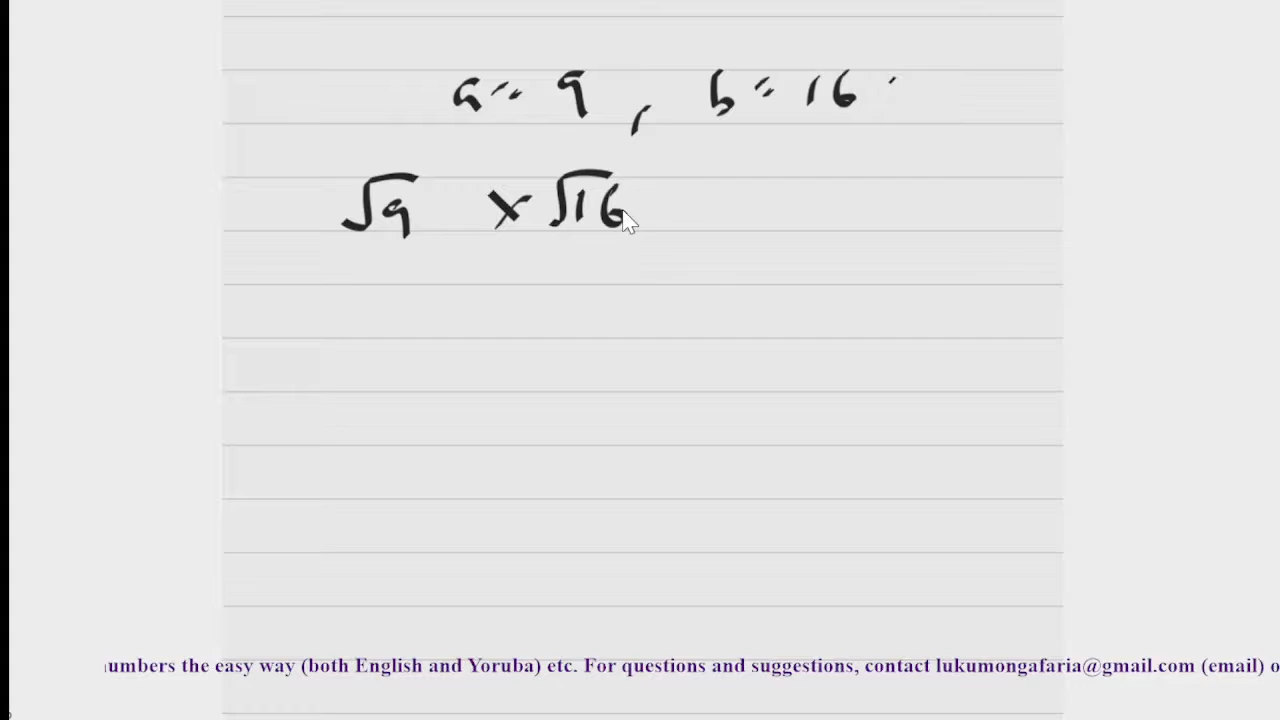 a = 9, b = 16.
√9 × √16
numbers the easy way (both English and Yoruba) etc. For questions and suggestions, contact lukumongafaria@gmail.com (email) o